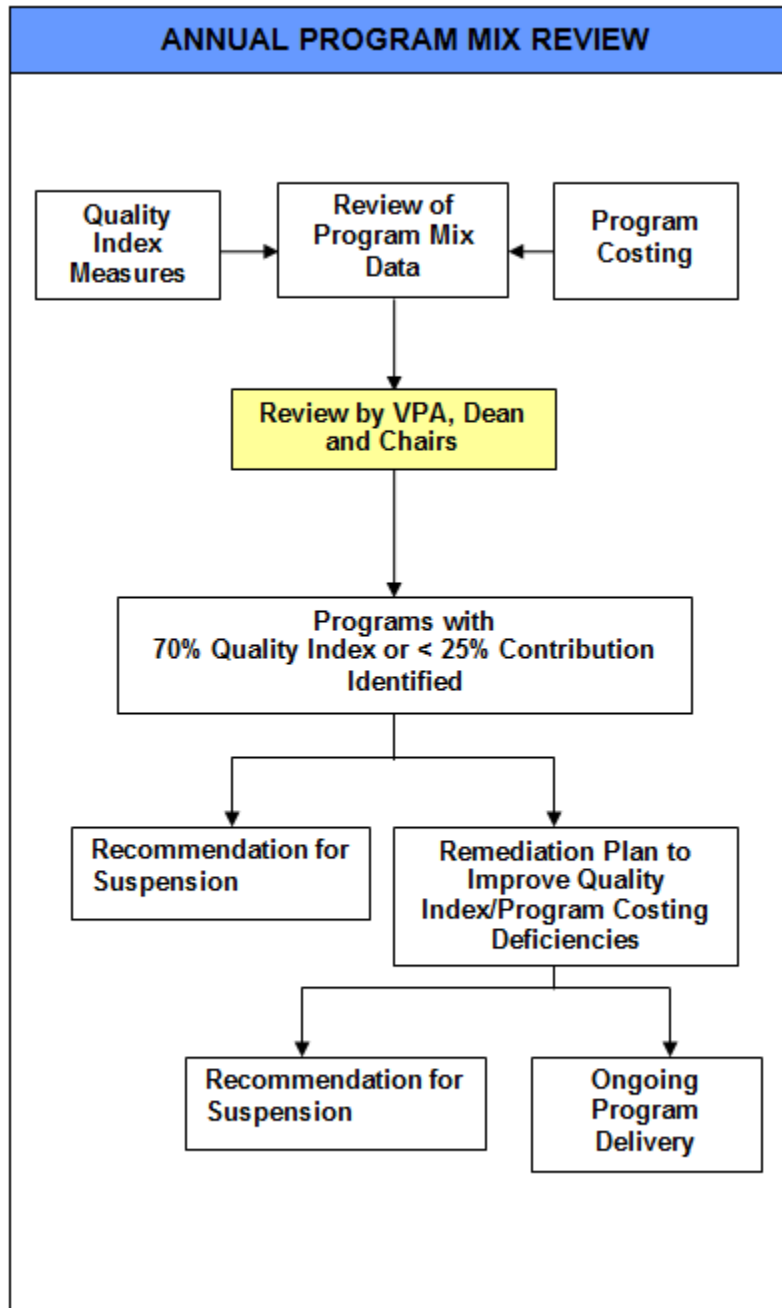 ANNUAL PROGRAM MIX REVIEW
Quality
Index
Measures
Review of
Program Mix
Data
Program
Costing
Review by VPA, Dean
and Chairs
Programs with
70% Quality Index or < 25% Contribution
Identified
Recommendation for
Suspension
Remediation Plan to
Improve Quality
Index/Program Costing
Deficiencies
Recommendation for
Suspension
Ongoing
Program
Delivery